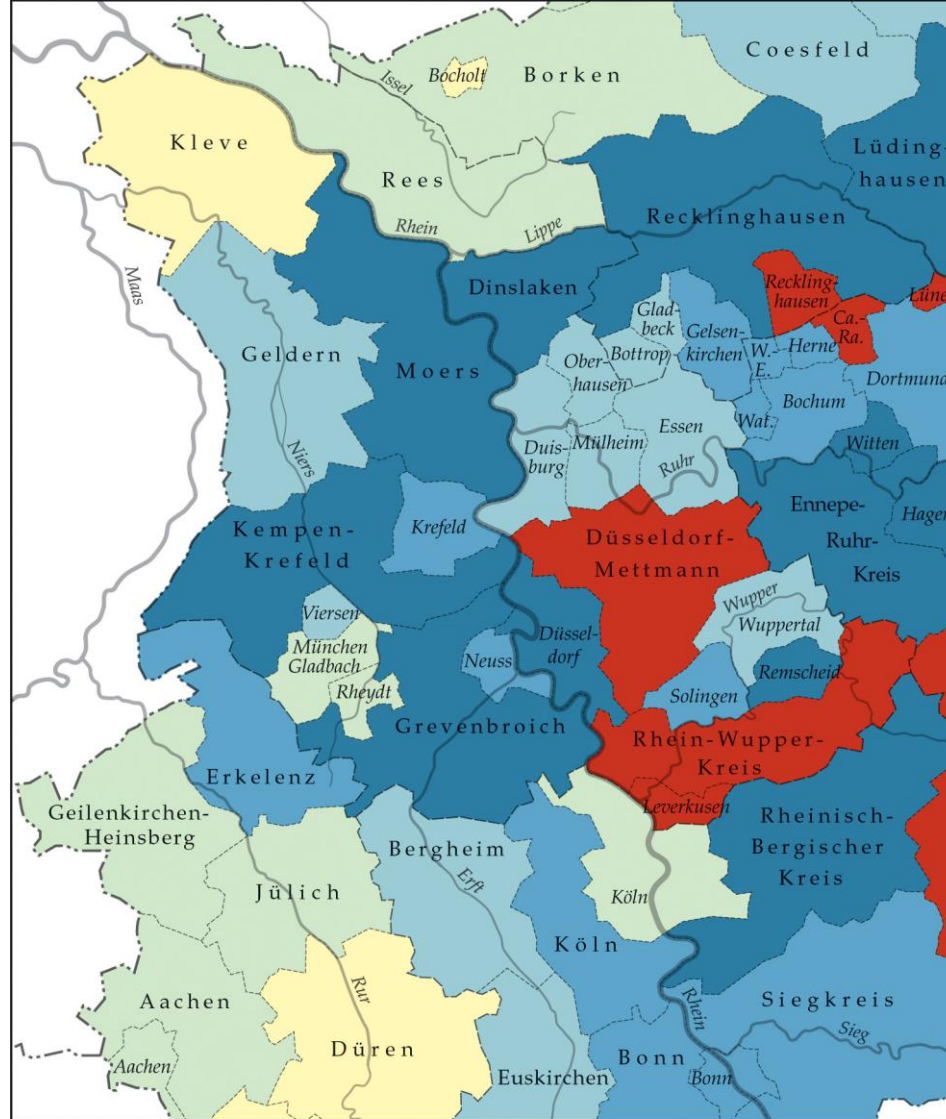 Coesfeld
Bocholt
Borken
Issel
Kleve
Lüding-
hausen
Rees
Rhein
Lippe
Recklinghausen
Maas
Dinslaken
Reckling-
hausen
Lüne
Glad-
beck
Gelsen-
kirchen
Ca.-
Ra.
Geldern
Moers
Ober-
hausen
Bottrop
W.-
E.
Herne
Dortmund
Bochum
Wat.
Essen
Duis-
burg
Mülheim
Ruhr
Witten
Niers
Kempen-
Krefeld
Krefeld
Düsseldorf-
Mettmann
Ennepe-
Ruhr-
Kreis
Hagen
Viersen
Wupper
Wuppertal
München
Gladbach
Rheydt
Neuss
Düssel-
dorf
Remscheid
Solingen
Grevenbroich
Rhein-Wupper-
Kreis
Erkelenz
Leverkusen
Geilenkirchen-
Heinsberg
Rheinisch-
Bergischer
Kreis
Bergheim
Jülich
Erft
Köln
Köln
Aachen
Rur
Rhein
Siegkreis
Sieg
Düren
Aachen
Euskirchen
Bonn
Bonn